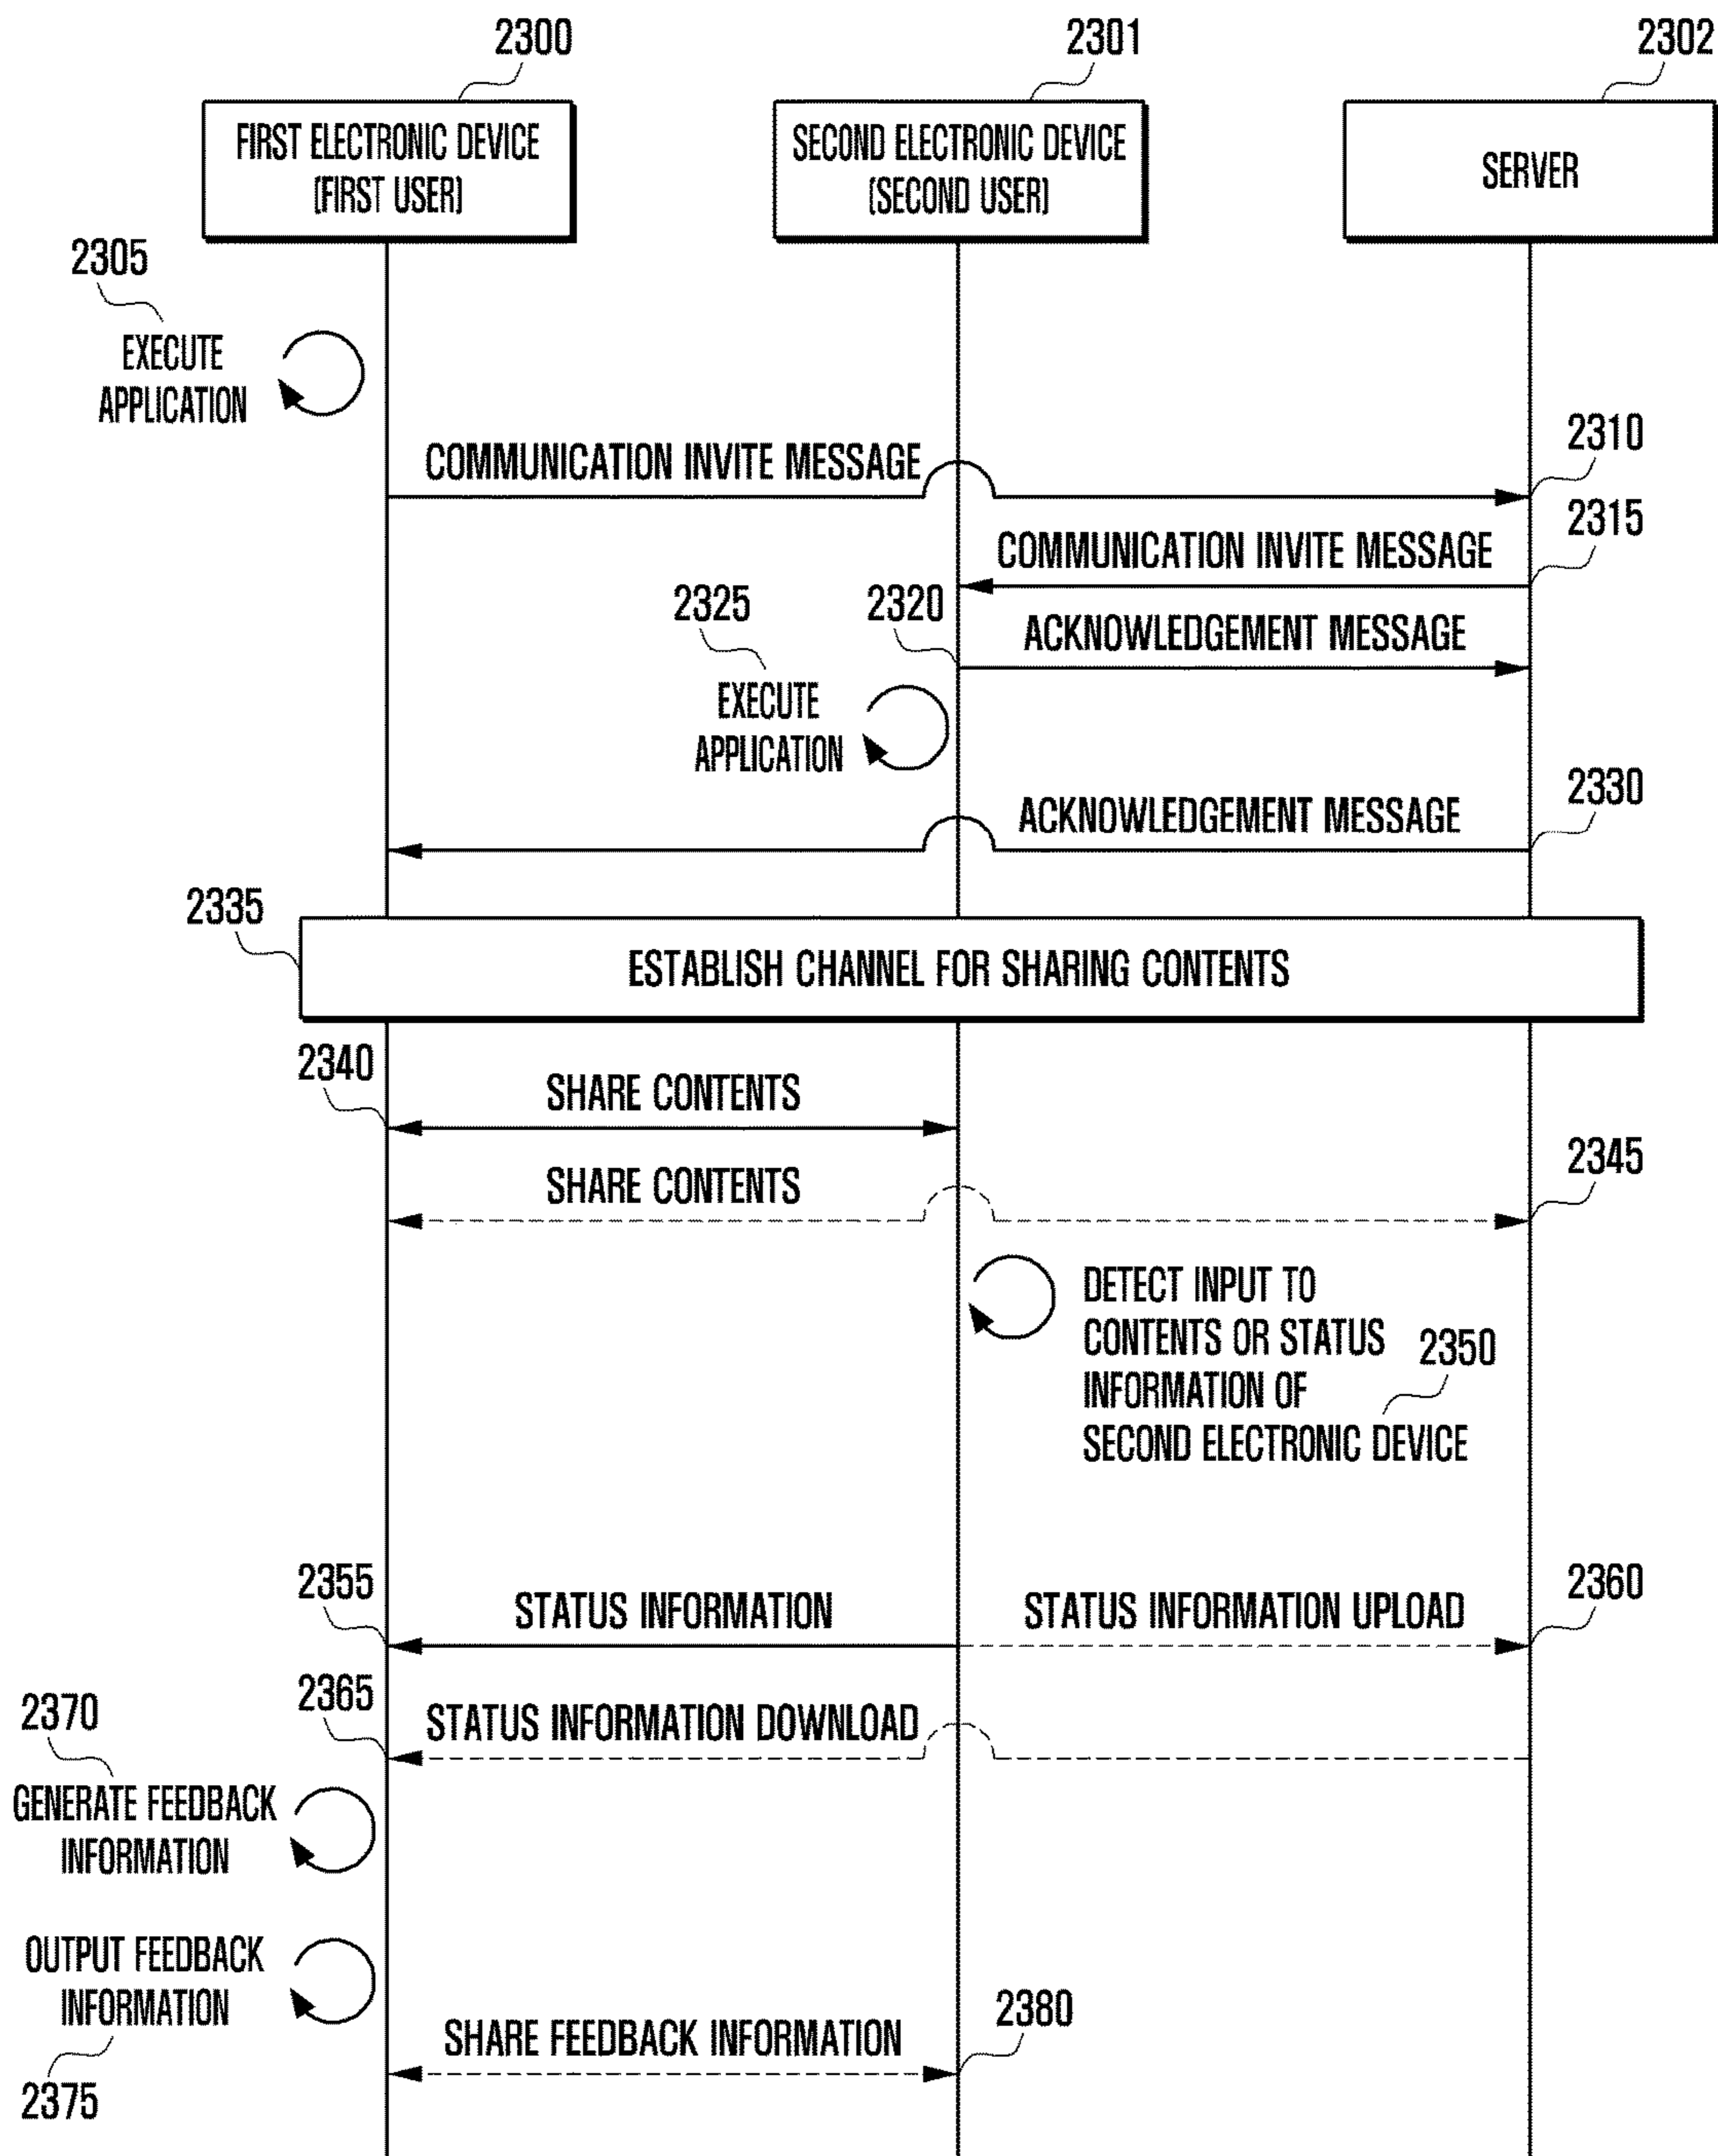 2300
2301
2302
FIRST ELECTRONIC DEVICE
(FIRST USER)
SECOND ELECTRONIC DEVICE
(SECOND USER)
SERVER
2305
EXECUTE
APPLICATION
COMMUNICATION INVITE MESSAGE
2310
COMMUNICATION INVITE MESSAGE
2315
2320
ACKNOWLEDGEMENT MESSAGE
2325
EXECUTE
APPLICATION
ACKNOWLEDGEMENT MESSAGE
2330
2335
ESTABLISH CHANNEL FOR SHARING CONTENTS
2340
SHARE CONTENTS
SHARE CONTENTS
2345
DETECT INPUT TO
CONTENTS OR STATUS
INFORMATION OF
SECOND ELECTRONIC DEVICE
2350
2355
STATUS INFORMATION
STATUS INFORMATION UPLOAD
2360
2365
STATUS INFORMATION DOWNLOAD
2370
GENERATE FEEDBACK
INFORMATION
OUTPUT FEEDBACK
INFORMATION
2375
SHARE FEEDBACK INFORMATION
2380